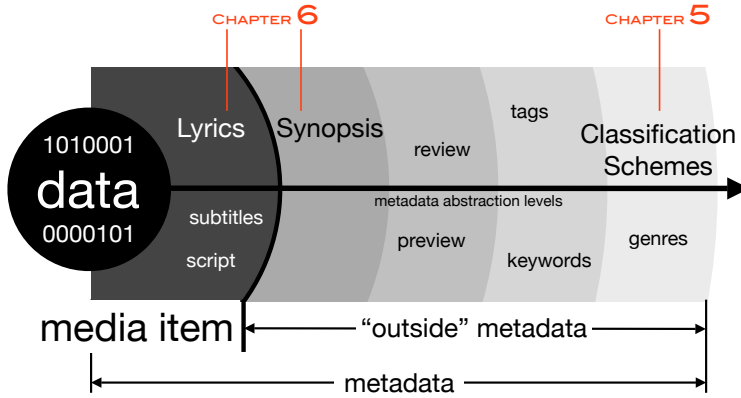 CHAPTER 6
CHAPTER 5
1010001
data
0000101
Lyrics
subtitles
script
Synopsis
review
preview
tags
keywords
Classification
Schemes
genres
metadata abstraction levels
media item
“outside” metadata
metadata